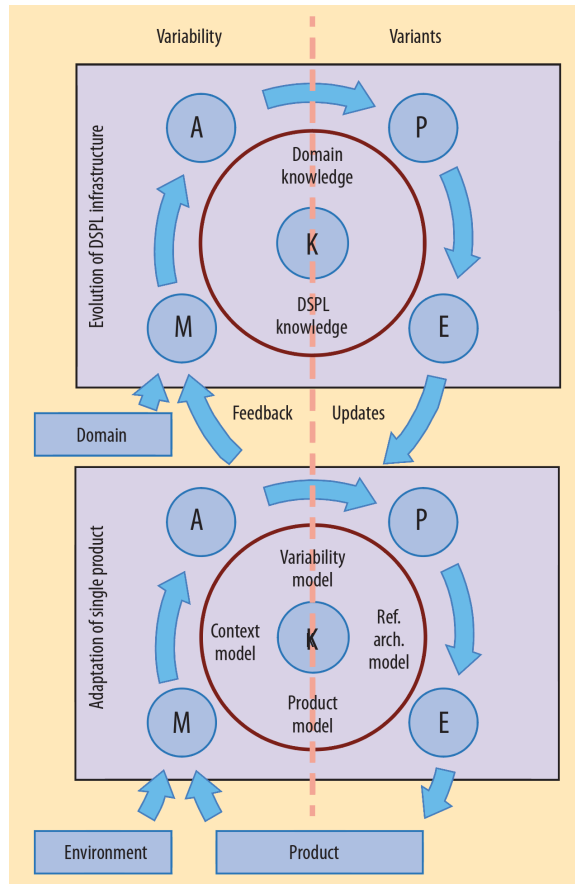 Variability
Variants
Evolution of DSPL infrastructure
A
P
Domain
knowledge
K
DSPL
knowledge
M
E
Feedback
Updates
Domain
Adaptation of single product
A
P
Variability
model
Context
model
K
Ref.
arch.
model
Product
model
M
E
Environment
Product